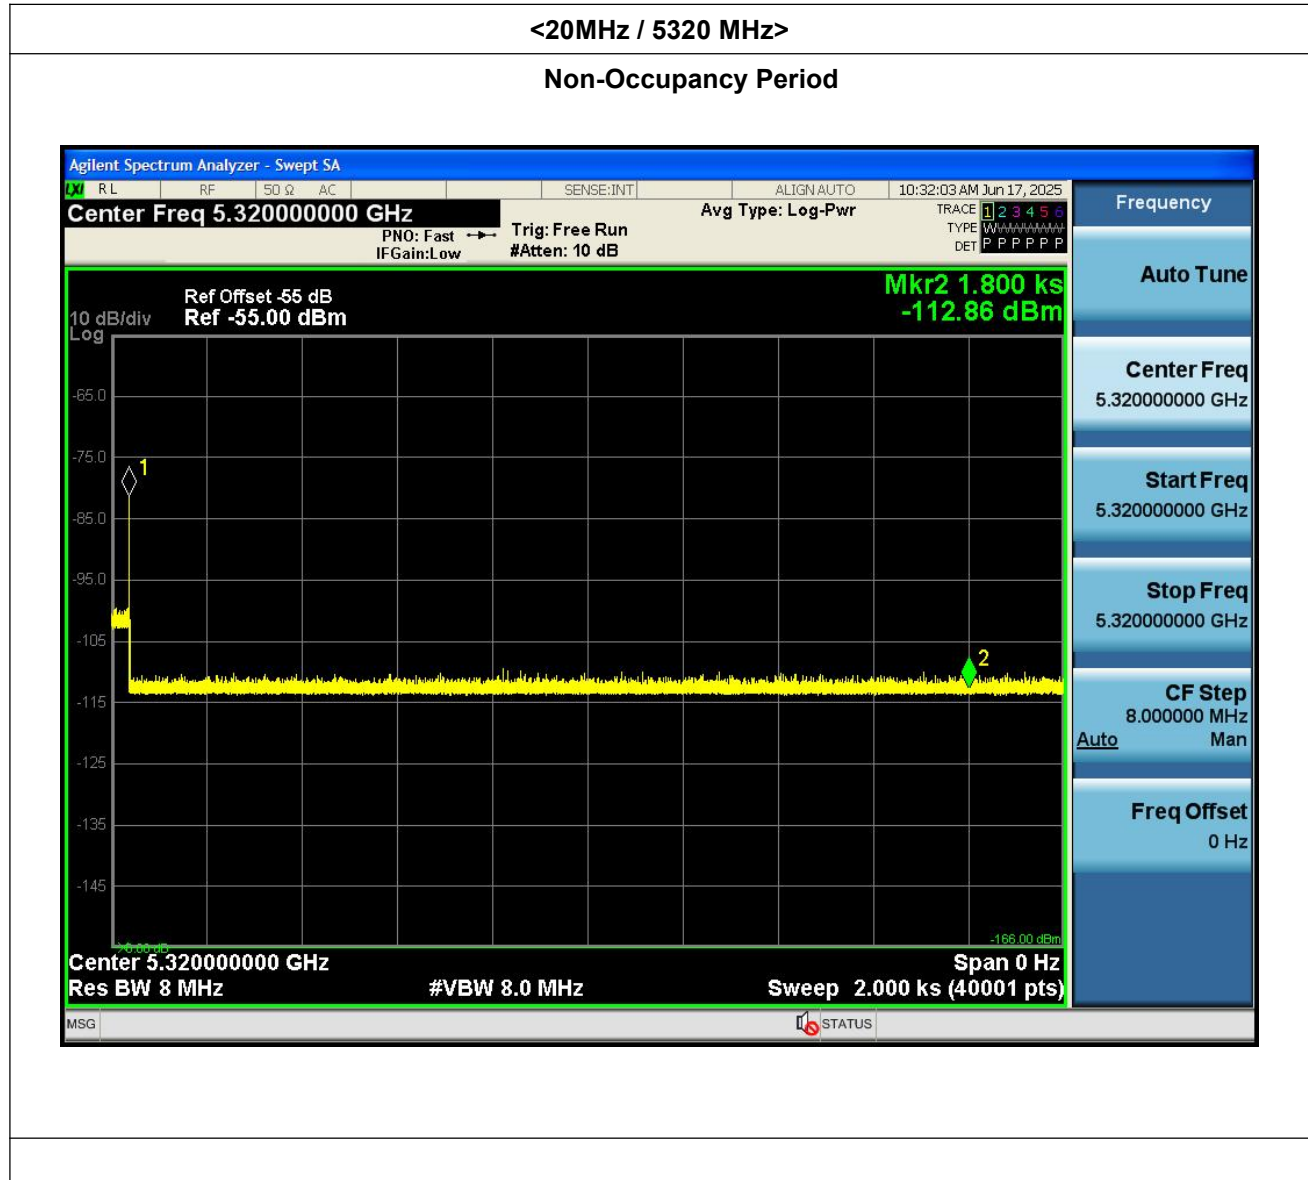 <20MHz / 5320 MHz>
Non-Occupancy Period
Agilent Spectrum Analyzer - Swept SA
LXI RL RF 50 Ω AC SENSE:INT ALIGN AUTO 10:32:03 AM Jun 17, 2025
Center Freq 5.320000000 GHz
PNO: Fast
IFGain:Low
Trig: Free Run
#Atten: 10 dB
Avg Type: Log-Pwr
TRACE 1 2 3 4 5 6
TYPE W
DET P P P P P P
Ref Offset -55 dB
10 dB/div Ref -55.00 dBm
Log
Mkr2 1.800 ks
-112.86 dBm
-65.0
-75.0
1
-85.0
-95.0
-105
2
-115
-125
-135
-145
0.00 dB
-166.00 dBm
Center 5.320000000 GHz Span 0 Hz
Res BW 8 MHz #VBW 8.0 MHz Sweep 2.000 ks (40001 pts)
MSG STATUS
Frequency
Auto Tune
Center Freq
5.320000000 GHz
Start Freq
5.320000000 GHz
Stop Freq
5.320000000 GHz
CF Step
8.000000 MHz
Auto Man
Freq Offset
0 Hz